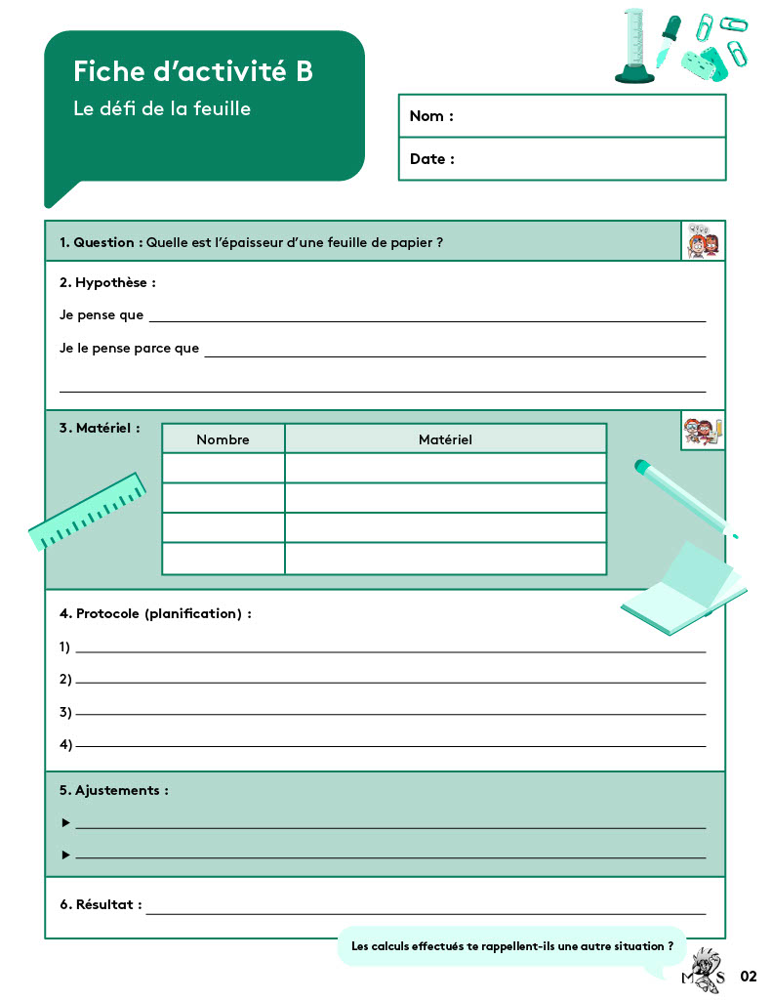 Fiche d’activité B
Le défi de la feuille
Nom :
Date :
1. Question : Quelle est l’épaisseur d’une feuille de papier ?
2. Hypothèse :
Je pense que
Je le pense parce que
3. Matériel :
Nombre Matériel
4. Protocole (planification) :
1)
2)
3)
4)
5. Ajustements :
6. Résultat :
Les calculs effectués te rappellent-ils une autre situation ?
M S
02